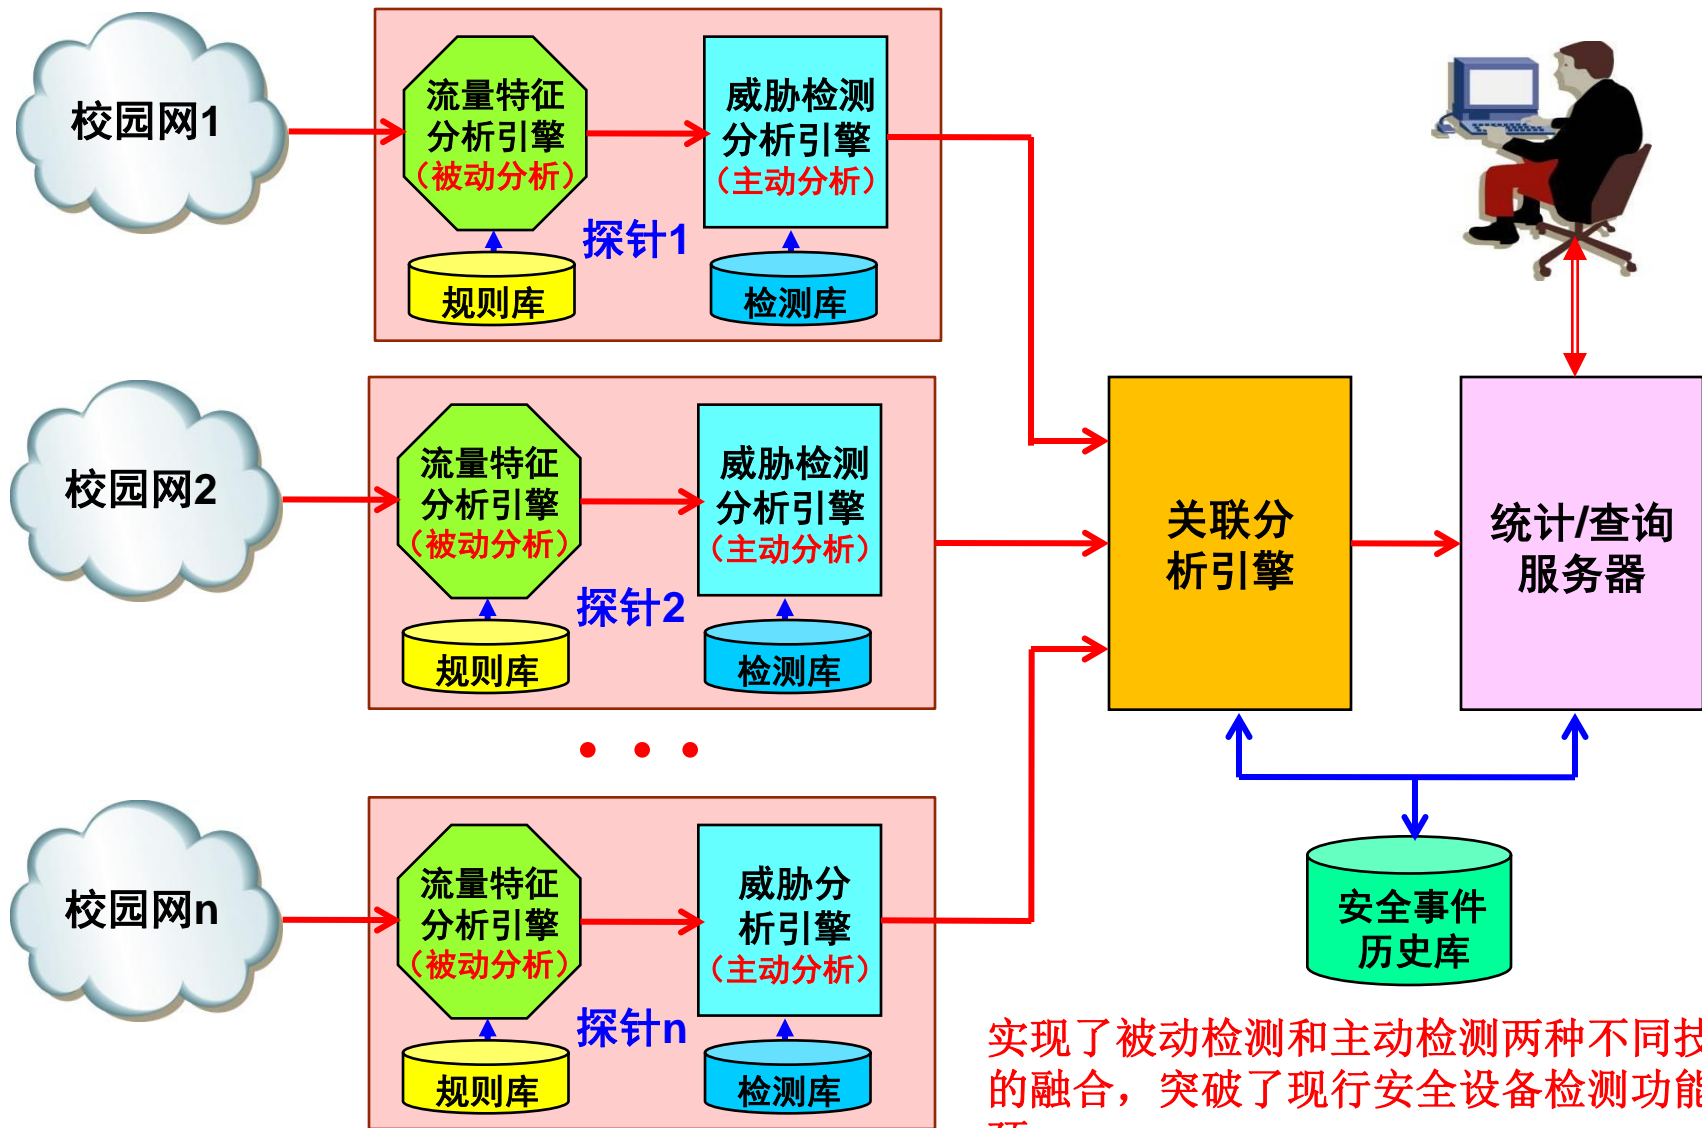 校园网1
流量特征
分析引擎
（被动分析）
威胁检测
分析引擎
（主动分析）
探针1
规则库
检测库
校园网2
流量特征
分析引擎
（被动分析）
威胁检测
分析引擎
（主动分析）
探针2
规则库
检测库
关联分
析引擎
统计/查询
服务器
校园网n
流量特征
分析引擎
（被动分析）
威胁分
析引擎
（主动分析）
探针n
规则库
检测库
安全事件
历史库
实现了被动检测和主动检测两种不同技
的融合，突破了现行安全设备检测功能